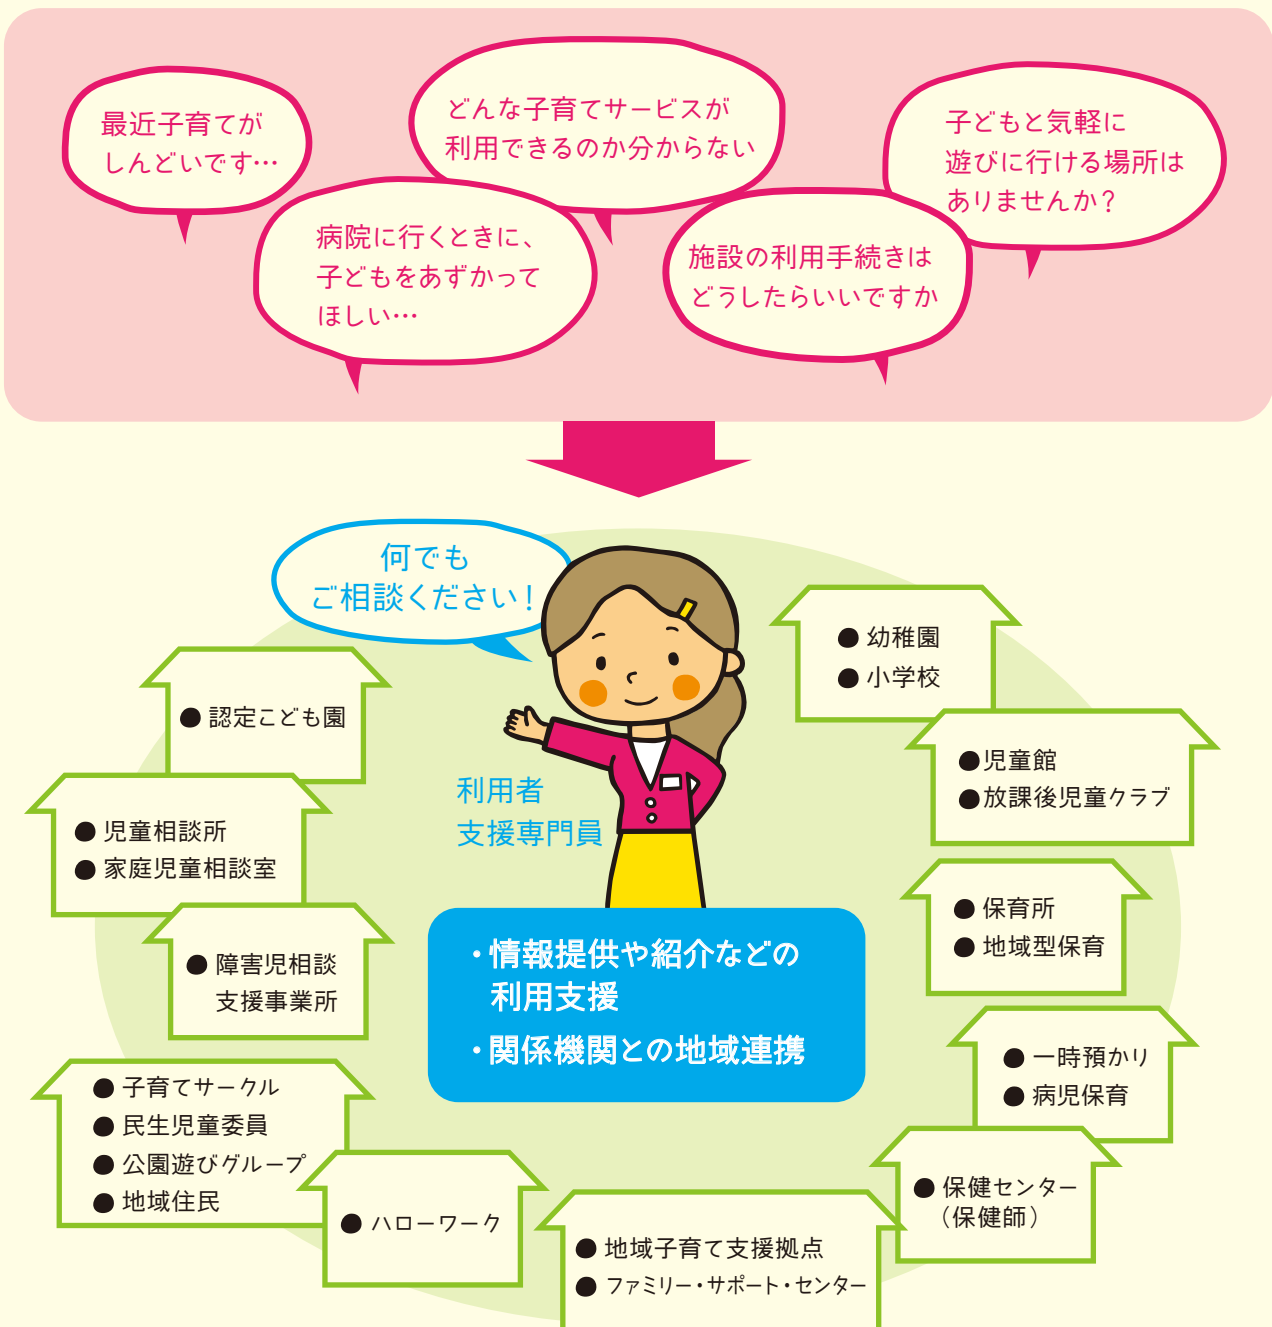 最近子育てが
しんどいです…
どんな子育てサービスが
利用できるのか分からない
子どもと気軽に
遊びに行ける場所は
ありませんか？
病院に行くときに、
子どもをあずかって
ほしい…
施設の利用手続きは
どうしたらいいですか
何でも
ご相談ください！
利用者
支援専門員
・情報提供や紹介などの
利用支援
・関係機関との地域連携
● 幼稚園
● 小学校
●児童館
●放課後児童クラブ
● 保育所
● 地域型保育
● 一時預かり
● 病児保育
● 保健センター
（保健師）
● 地域子育て支援拠点
● ファミリー・サポート・センター
● ハローワーク
● 子育てサークル
● 民生児童委員
● 公園遊びグループ
● 地域住民
● 障害児相談
支援事業所
● 児童相談所
● 家庭児童相談室
● 認定こども園